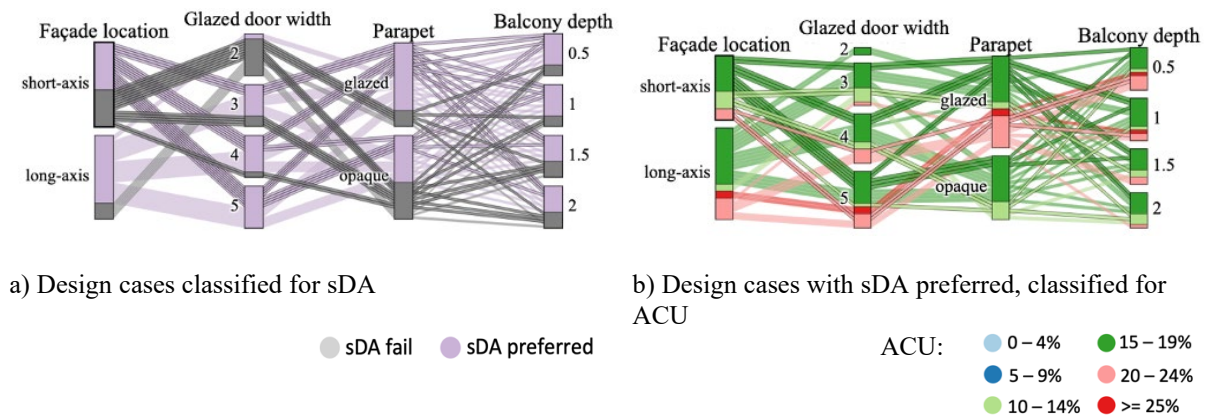 Façade location
Glazed door width
Parapet
Balcony depth
short-axis
long-axis
2
3
4
5
glazed
opaque
0.5
1
1.5
2
Façade location
Glazed door width
Parapet
Balcony depth
short-axis
long-axis
2
3
4
5
glazed
opaque
0.5
1
1.5
2
a) Design cases classified for sDA
b) Design cases with sDA preferred, classified for
ACU
sDA fail
sDA preferred
ACU:
0 – 4%
15 – 19%
5 – 9%
20 – 24%
10 – 14%
>= 25%